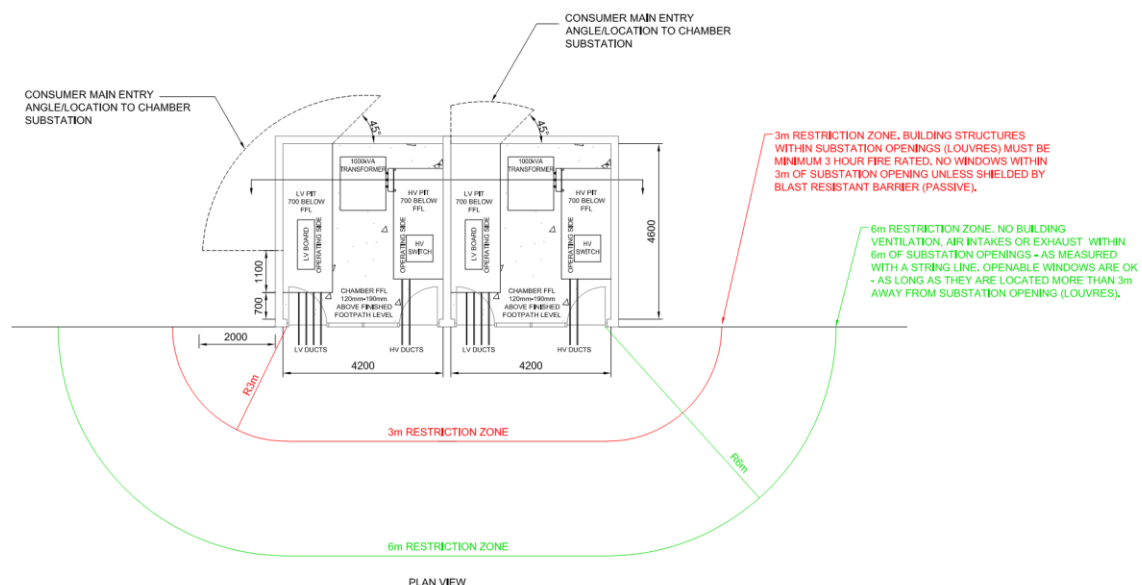 CONSUMER MAIN ENTRY
ANGLE/LOCATION TO CHAMBER
SUBSTATION
CONSUMER MAIN ENTRY
ANGLE/LOCATION TO CHAMBER
SUBSTATION
45°
45°
3m RESTRICTION ZONE. BUILDING STRUCTURES
WITHIN SUBSTATION OPENINGS (LOUVRES) MUST BE
MINIMUM 3 HOUR FIRE RATED. NO WINDOWS WITHIN
3m OF SUBSTATION OPENING UNLESS SHIELDED BY
BLAST RESISTANT BARRIER (PASSIVE).
1000kVA
TRANSFORMER
LV PIT
700 BELOW
FFL
HV PIT
700 BELOW
FFL
LV BOARD
OPERATING SIDE
OPERATING SIDE
HV
SWITCH
CHAMBER FFL
120mm-190mm
ABOVE FINISHED
FOOTPATH LEVEL
1000kVA
TRANSFORMER
LV PIT
700 BELOW
FFL
HV PIT
700 BELOW
FFL
LV BOARD
OPERATING SIDE
OPERATING SIDE
HV
SWITCH
CHAMBER FFL
120mm-190mm
ABOVE FINISHED
FOOTPATH LEVEL
4600
6m RESTRICTION ZONE. NO BUILDING
VENTILATION, AIR INTAKES OR EXHAUST WITHIN
6m OF SUBSTATION OPENINGS - AS MEASURED
WITH A STRING LINE. OPENABLE WINDOWS ARE OK
- AS LONG AS THEY ARE LOCATED MORE THAN 3m
AWAY FROM SUBSTATION OPENING (LOUVRES).
1100
700
2000
LV DUCTS
HV DUCTS
LV DUCTS
HV DUCTS
4200
4200
R3m
3m RESTRICTION ZONE
R6m
6m RESTRICTION ZONE
PLAN VIEW